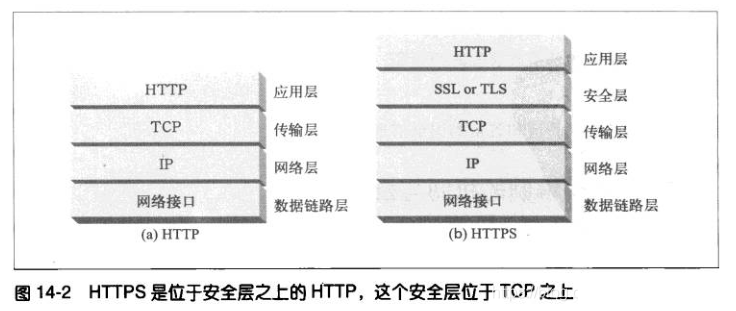 HTTP 应用层
TCP 传输层
IP 网络层
网络接口 数据链路层
(a) HTTP
HTTP 应用层
SSL or TLS 安全层
TCP 传输层
IP 网络层
网络接口 数据链路层
(b) HTTPS
图 14-2 HTTPS 是位于安全层之上的 HTTP，这个安全层位于 TCP 之上